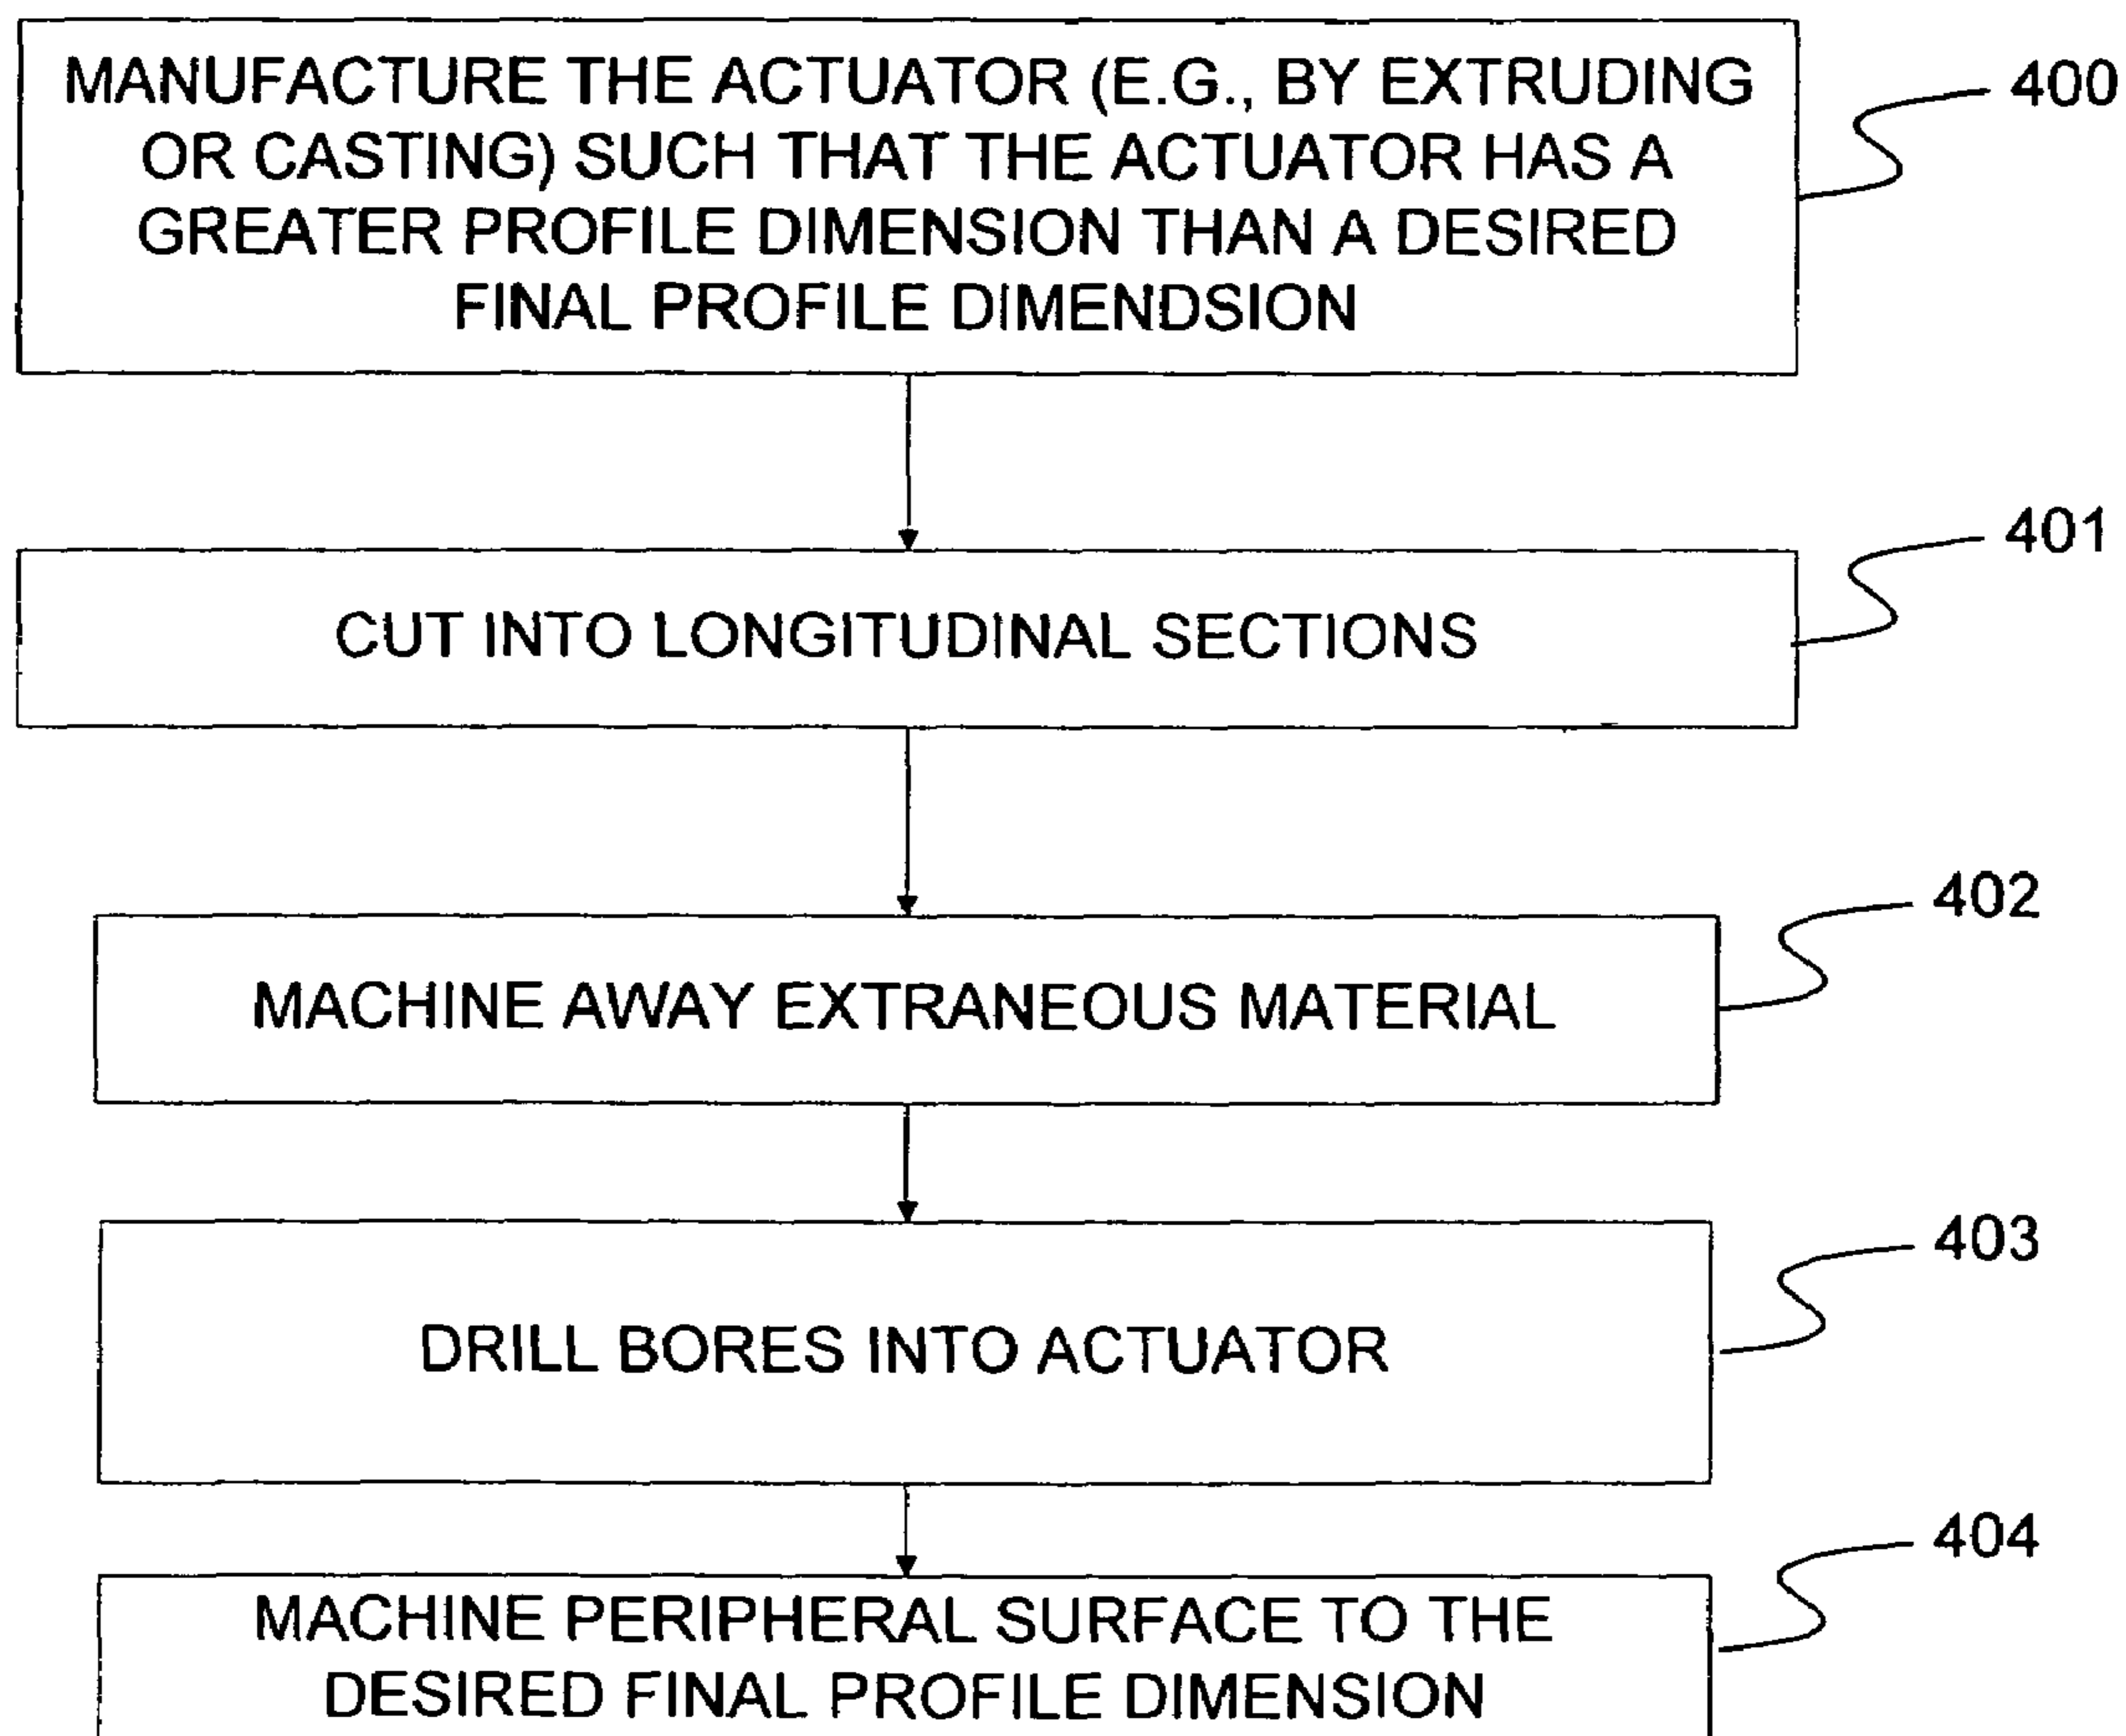 MANUFACTURE THE ACTUATOR (E.G., BY EXTRUDING
OR CASTING) SUCH THAT THE ACTUATOR HAS A
GREATER PROFILE DIMENSION THAN A DESIRED
FINAL PROFILE DIMENDSION
400
CUT INTO LONGITUDINAL SECTIONS
401
MACHINE AWAY EXTRANEOUS MATERIAL
402
DRILL BORES INTO ACTUATOR
403
MACHINE PERIPHERAL SURFACE TO THE
DESIRED FINAL PROFILE DIMENSION
404